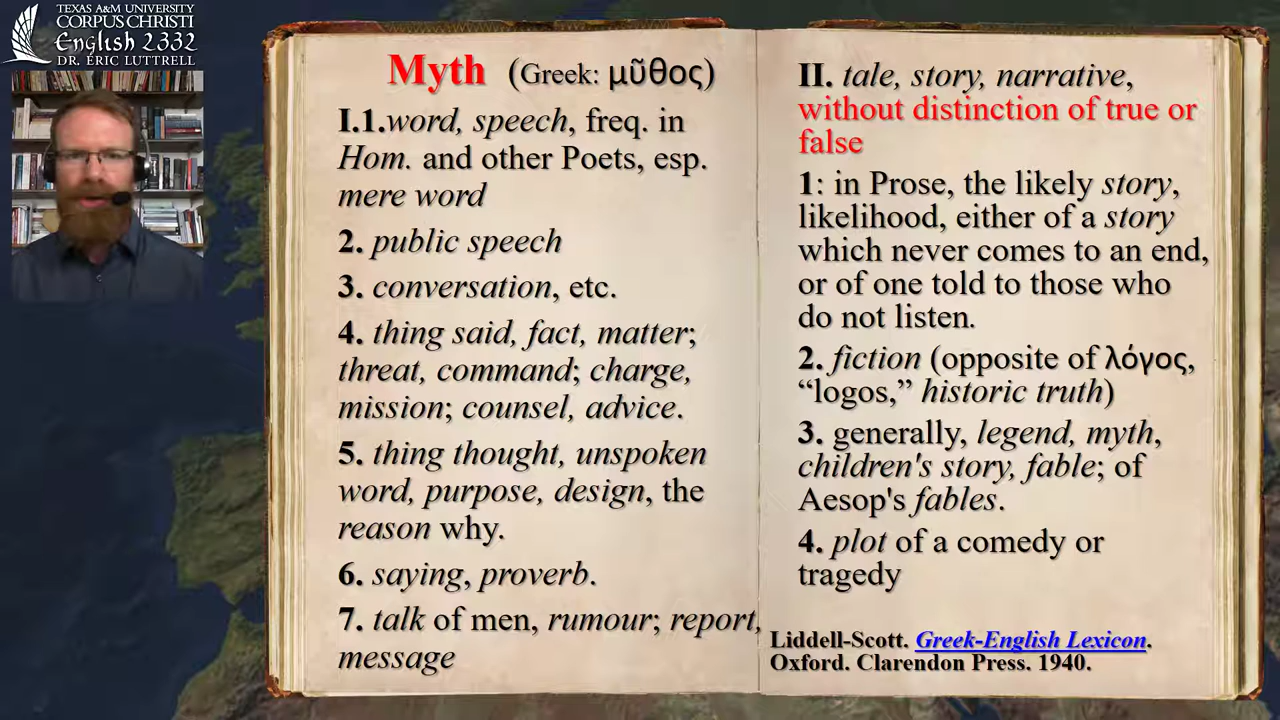 TEXAS A&M UNIVERSITY
CORPUS CHRISTI
English 2332
DR. ERIC LUTTRELL
Myth (Greek: μῦθος)
I.1.word, speech, freq. in
Hom. and other Poets, esp.
mere word
2. public speech
3. conversation, etc.
4. thing said, fact, matter;
threat, command; charge,
mission; counsel, advice.
5. thing thought, unspoken
word, purpose, design, the
reason why.
6. saying, proverb.
7. talk of men, rumour; report,
message
II. tale, story, narrative,
without distinction of true or
false
1: in Prose, the likely story,
likelihood, either of a story
which never comes to an end,
or of one told to those who
do not listen.
2. fiction (opposite of λόγος,
“logos,” historic truth)
3. generally, legend, myth,
children's story, fable; of
Aesop's fables.
4. plot of a comedy or
tragedy
Liddell-Scott. Greek-English Lexicon.
Oxford. Clarendon Press. 1940.